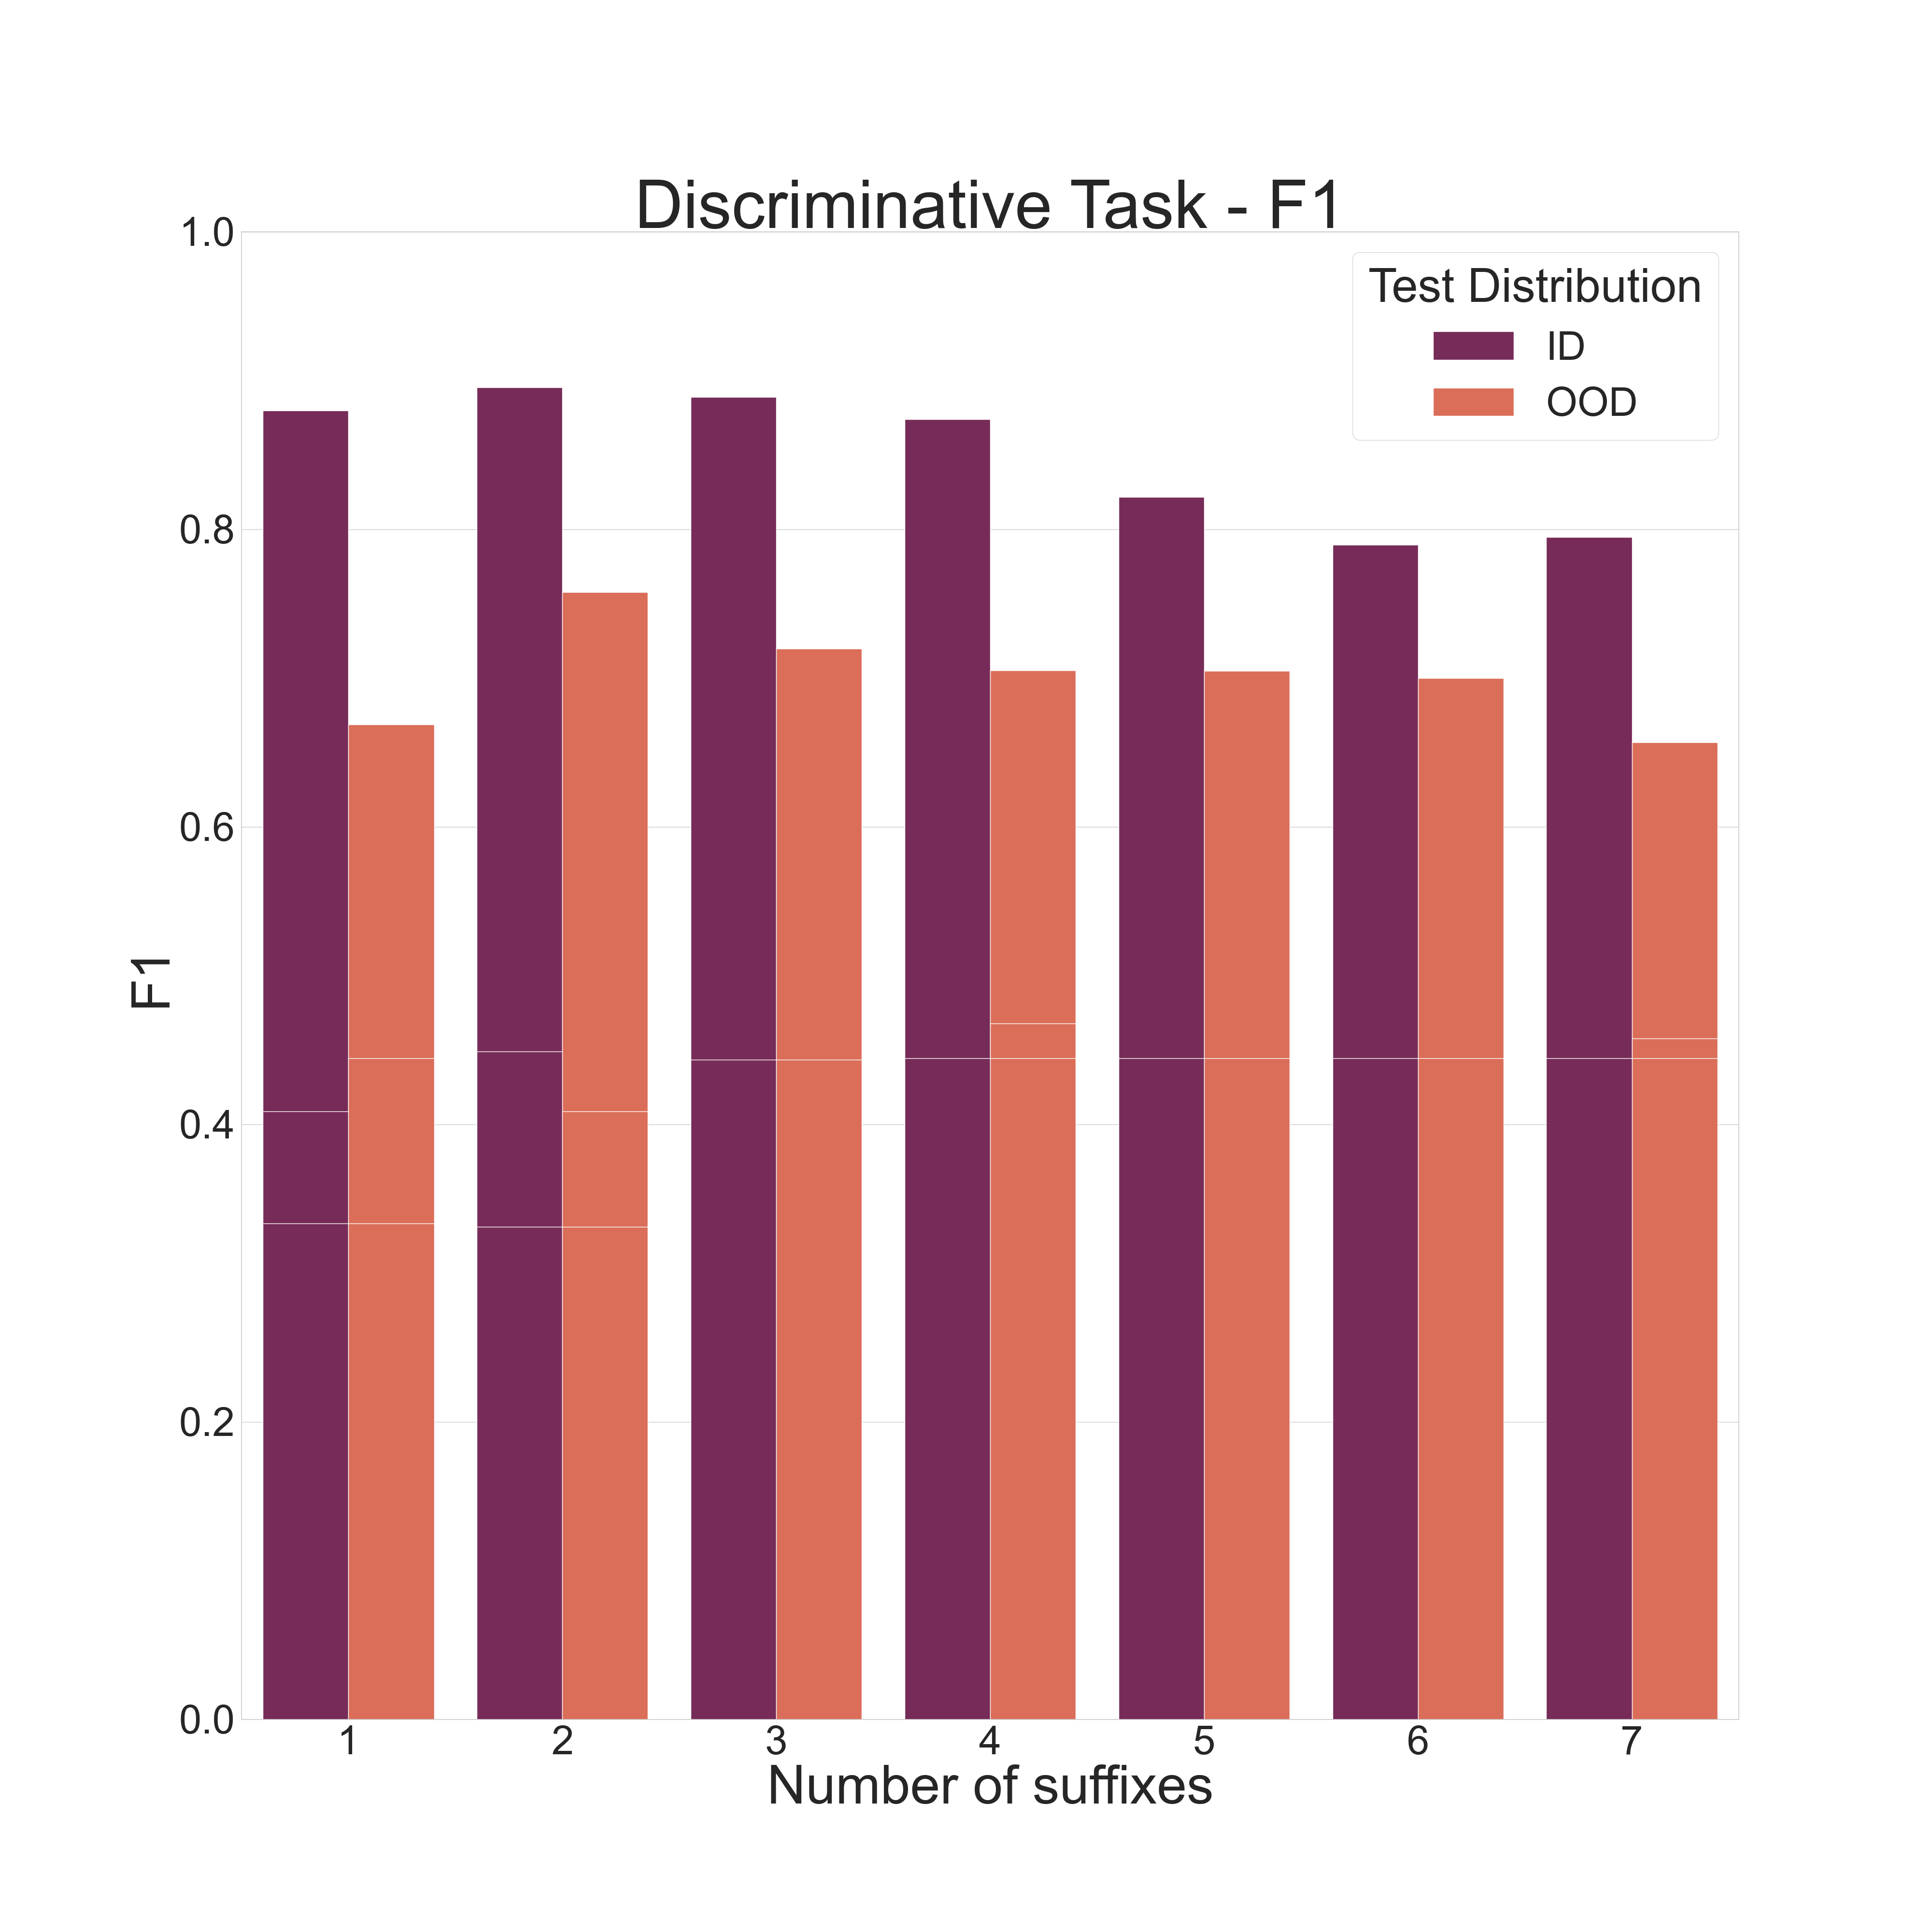 Discriminative Task - F1
Test Distribution
ID
OOD
F1
1.0
0.8
0.6
0.4
0.2
0.0
1 2 3 4 5 6 7
Number of suffixes